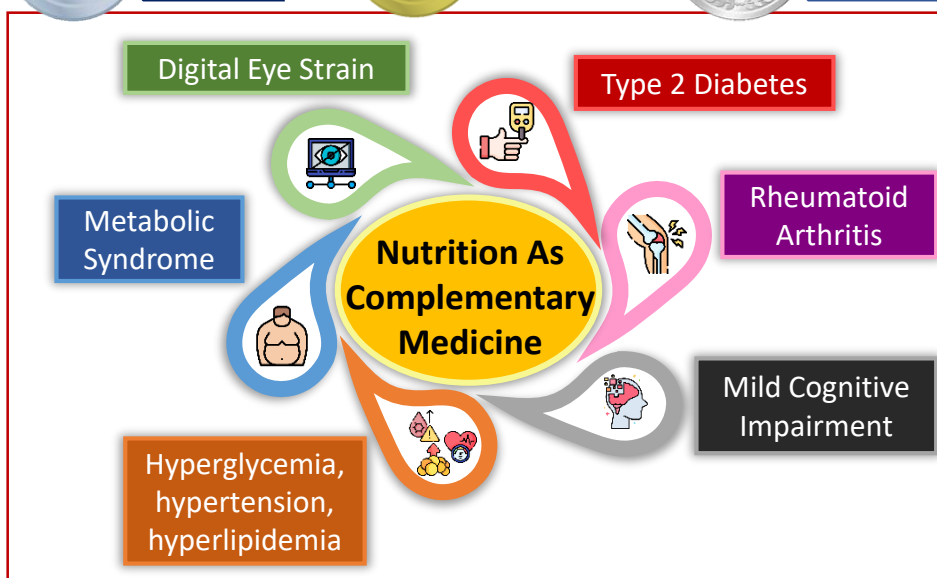 Digital Eye Strain
Type 2 Diabetes
Metabolic
Syndrome
Nutrition As
Complementary
Medicine
Rheumatoid
Arthritis
Mild Cognitive
Impairment
Hyperglycemia,
hypertension,
hyperlipidemia